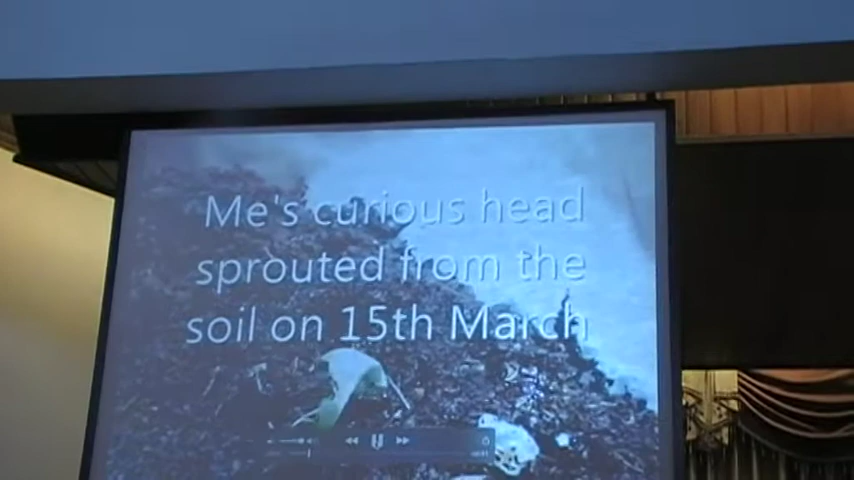 Me's curious head
sprouted from the
soil on 15th March